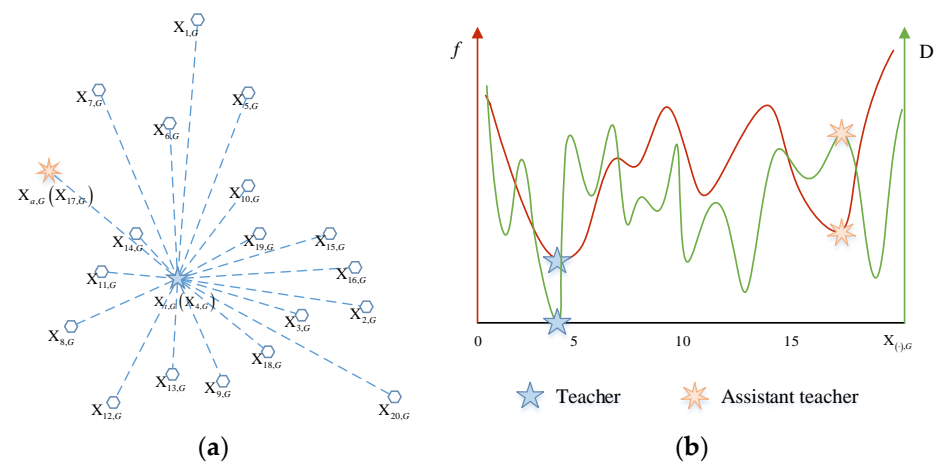 X1,G
X7,G
X5,G
X6,G
Xa,G (X17,G)
X10,G
X14,G
X19,G
X15,G
X11,G
X16,G
Xt,G (X4,G)
X2,G
X3,G
X8,G
X18,G
X13,G
X9,G
X12,G
X20,G
(a)
f
D
0
5
10
15
X(·),G
Teacher
Assistant teacher
(b)